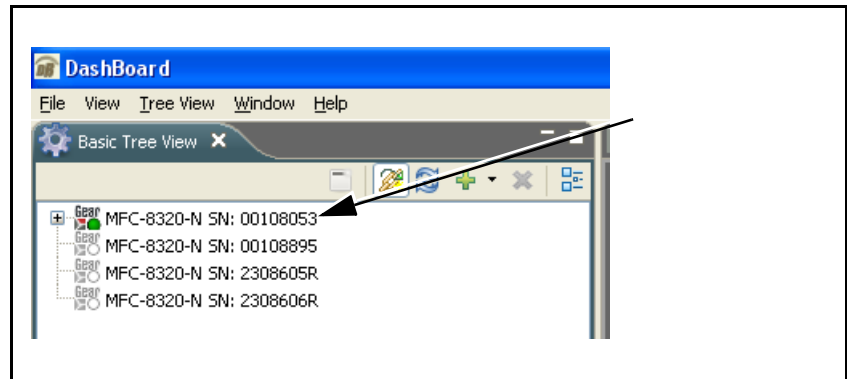 DashBoard
File View Tree View Window Help
Basic Tree View
Gear MFC-8320-N SN: 00108053
Gear MFC-8320-N SN: 00108895
Gear MFC-8320-N SN: 2308605R
Gear MFC-8320-N SN: 2308606R